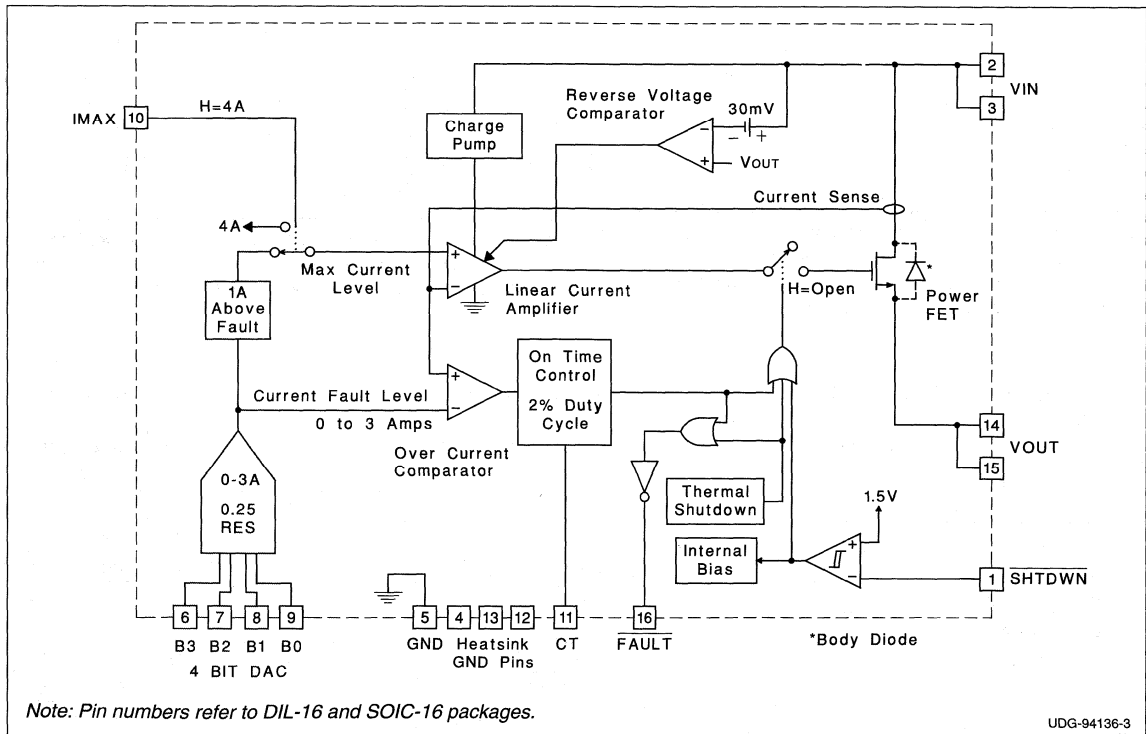 2
VIN
3
IMAX
10
H=4A
Reverse Voltage
Comparator
30mV
Charge
Pump
−
− +
+
VOUT
Current Sense
4A
+
−
Max Current
Level
Linear Current
Amplifier
H=Open
*
Power
FET
1A
Above
Fault
On Time
Control
2% Duty
Cycle
+
−
Current Fault Level
0 to 3 Amps
Over Current
Comparator
14
VOUT
15
0-3A
0.25
RES
Thermal
Shutdown
1.5V
Internal
Bias
+
−
1
SHTDWN
6
7
8
9
5
4
13
12
11
16
B3 B2 B1 B0
4 BIT DAC
GND
Heatsink
GND Pins
CT
FAULT
*Body Diode
Note: Pin numbers refer to DIL-16 and SOIC-16 packages.
UDG-94136-3